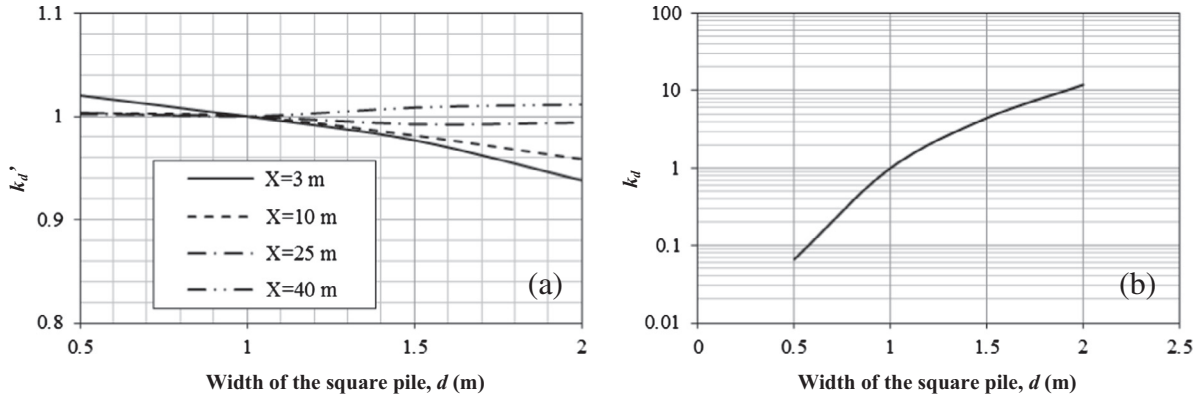 1.1
1
0.9
0.8
k_d'
X=3 m
X=10 m
X=25 m
X=40 m
(a)
0.5 1 1.5 2
Width of the square pile, d (m)
100
10
1
0.1
0.01
k_d
(b)
0 0.5 1 1.5 2 2.5
Width of the square pile, d (m)